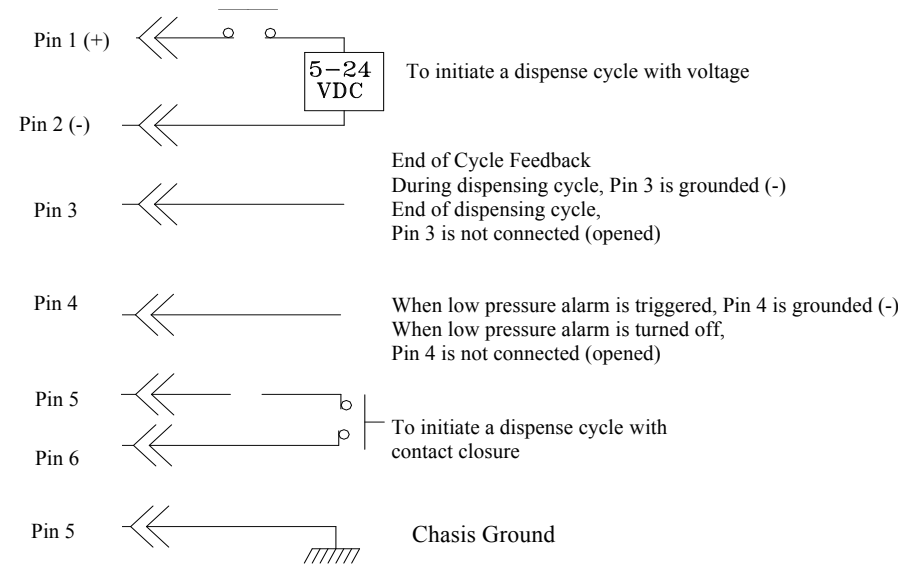 Pin 1 (+)
5-24
VDC
To initiate a dispense cycle with voltage
Pin 2 (-)
End of Cycle Feedback
During dispensing cycle, Pin 3 is grounded (-)
Pin 3
End of dispensing cycle,
Pin 3 is not connected (opened)
Pin 4
When low pressure alarm is triggered, Pin 4 is grounded (-)
When low pressure alarm is turned off,
Pin 4 is not connected (opened)
Pin 5
To initiate a dispense cycle with
contact closure
Pin 6
Pin 5
Chasis Ground